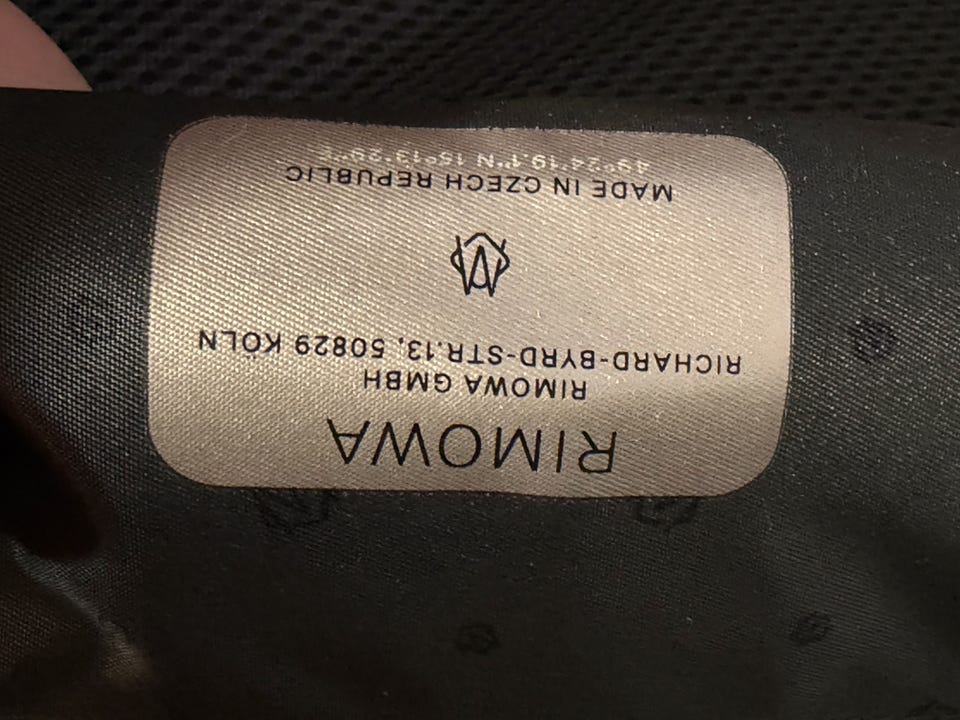 RIMOWA
RIMOWA GMBH
RICHARD-BYRD-STR.13, 50829 KÖLN
MADE IN CZECH REPUBLIC
49°24'19.1"N 15°13'29"E